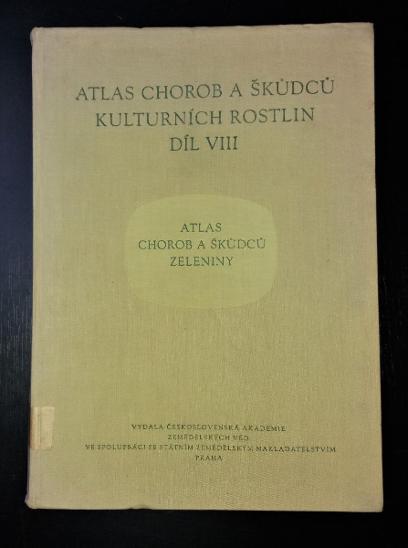 ATLAS CHOROB A ŠKŮDCŮ
KULTURNÍCH ROSTLIN
DÍL VIII
ATLAS
CHOROB A ŠKŮDCŮ
ZELENINY
VYDALA ČESKOSLOVENSKÁ AKADEMIE
ZEMĚDĚLSKÝCH VĚD
VE SPOLUPRÁCI SE STÁTNÍM ZEMĚDĚLSKÝM NAKLADATELSTVÍM
PRAHA